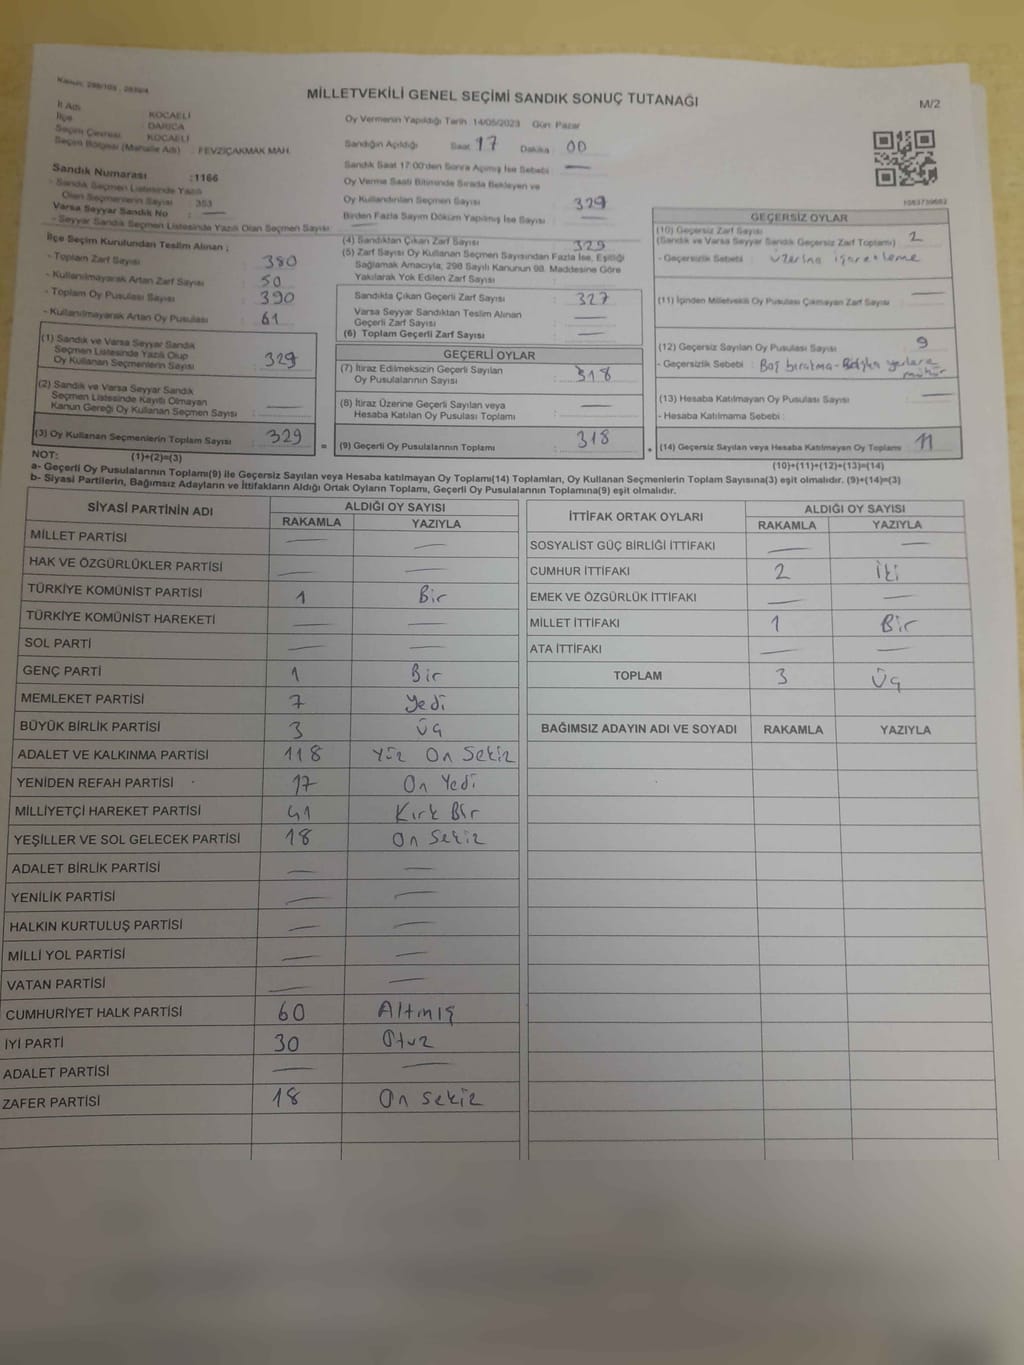 Kanun: 298/105 , 2839/4
MİLLETVEKİLİ GENEL SEÇİMİ SANDIK SONUÇ TUTANAĞI
M/2
İl Adı : KOCAELİ
İlçe : DARICA
Seçim Çevresi : KOCAELİ
Seçim Bölgesi (Mahalle Adı) : FEVZİÇAKMAK MAH.
Oy Vermenin Yapıldığı Tarih :14/05/2023 Gün: Pazar
Sandığın Açıldığı Saat 17 Dakika 00
Sandık Saat 17:00'den Sonra Açılmış İse Sebebi —
Oy Verme Saati Bitiminde Sırada Bekleyen ve
Oy Kullandırılan Seçmen Sayısı 329
Birden Fazla Sayım Döküm Yapılmış İse Sayısı —
Sandık Numarası :1166
- Sandık Seçmen Listesinde Yazılı
Olan Seçmenlerin Sayısı : 353
Varsa Seyyar Sandık No : —
- Seyyar Sandık Seçmen Listesinde Yazılı Olan Seçmen Sayısı: —
İlçe Seçim Kurulundan Teslim Alınan ;
- Toplam Zarf Sayısı : 380
- Kullanılmayarak Artan Zarf Sayısı : 50
- Toplam Oy Pusulası Sayısı : 390
- Kullanılmayarak Artan Oy Pusulası : 61
(1) Sandık ve Varsa Seyyar Sandık
Seçmen Listesinde Yazılı Olup
Oy Kullanan Seçmenlerin Sayısı : 329
(2) Sandık ve Varsa Seyyar Sandık
Seçmen Listesinde Kayıtlı Olmayan
Kanun Gereği Oy Kullanan Seçmen Sayısı : —
(3) Oy Kullanan Seçmenlerin Toplam Sayısı : 329 =
(4) Sandıktan Çıkan Zarf Sayısı : 329
(5) Zarf Sayısı Oy Kullanan Seçmen Sayısından Fazla İse, Eşitliği
Sağlamak Amacıyla, 298 Sayılı Kanunun 98. Maddesine Göre
Yakılarak Yok Edilen Zarf Sayısı :
Sandıkta Çıkan Geçerli Zarf Sayısı : 327
Varsa Seyyar Sandıktan Teslim Alınan
Geçerli Zarf Sayısı : —
(6) Toplam Geçerli Zarf Sayısı : —
GEÇERLİ OYLAR
(7) İtiraz Edilmeksizin Geçerli Sayılan
Oy Pusulalarının Sayısı : 318
(8) İtiraz Üzerine Geçerli Sayılan veya
Hesaba Katılan Oy Pusulası Toplamı : —
(9) Geçerli Oy Pusulalarının Toplamı : 318 +
1083739682
GEÇERSİZ OYLAR
(10) Geçersiz Zarf Sayısı
(Sandık ve Varsa Seyyar Sandık Geçersiz Zarf Toplamı) : 2
- Geçersizlik Sebebi : Üzerine işaretleme
(11) İçinden Milletvekili Oy Pusulası Çıkmayan Zarf Sayısı : —
(12) Geçersiz Sayılan Oy Pusulası Sayısı : 9
- Geçersizlik Sebebi : Boş bırakma - yerlere
mühür
(13) Hesaba Katılmayan Oy Pusulası Sayısı : —
- Hesaba Katılmama Sebebi :
(14) Geçersiz Sayılan veya Hesaba Katılmayan Oy Toplamı : 11
NOT: (1)+(2)=(3)
(10)+(11)+(12)+(13)=(14)
a- Geçerli Oy Pusulalarının Toplamı(9) ile Geçersiz Sayılan veya Hesaba katılmayan Oy Toplamı(14) Toplamları, Oy Kullanan Seçmenlerin Toplam Sayısına(3) eşit olmalıdır. (9)+(14)=(3)
b- Siyasi Partilerin, Bağımsız Adayların ve İttifakların Aldığı Ortak Oyların Toplamı, Geçerli Oy Pusulalarının Toplamına(9) eşit olmalıdır.
SİYASİ PARTİNİN ADI ALDIĞI OY SAYISI
RAKAMLA YAZIYLA
MİLLET PARTİSİ — —
HAK VE ÖZGÜRLÜKLER PARTİSİ — —
TÜRKİYE KOMÜNİST PARTİSİ 1 Bir
TÜRKİYE KOMÜNİST HAREKETİ — —
SOL PARTİ — —
GENÇ PARTİ 1 Bir
MEMLEKET PARTİSİ 7 Yedi
BÜYÜK BİRLİK PARTİSİ 3 Üç
ADALET VE KALKINMA PARTİSİ 118 Yüz On Sekiz
YENİDEN REFAH PARTİSİ 17 On Yedi
MİLLİYETÇİ HAREKET PARTİSİ 41 Kırk Bir
YEŞİLLER VE SOL GELECEK PARTİSİ 18 On Sekiz
ADALET BİRLİK PARTİSİ — —
YENİLİK PARTİSİ — —
HALKIN KURTULUŞ PARTİSİ — —
MİLLİ YOL PARTİSİ — —
VATAN PARTİSİ — —
CUMHURİYET HALK PARTİSİ 60 Altmış
İYİ PARTİ 30 Otuz
ADALET PARTİSİ — —
ZAFER PARTİSİ 18 On sekiz
İTTİFAK ORTAK OYLARI ALDIĞI OY SAYISI
RAKAMLA YAZIYLA
SOSYALİST GÜÇ BİRLİĞİ İTTİFAKI — —
CUMHUR İTTİFAKI 2 İki
EMEK VE ÖZGÜRLÜK İTTİFAKI — —
MİLLET İTTİFAKI 1 Bir
ATA İTTİFAKI — —
TOPLAM 3 Üç
BAĞIMSIZ ADAYIN ADI VE SOYADI RAKAMLA YAZIYLA